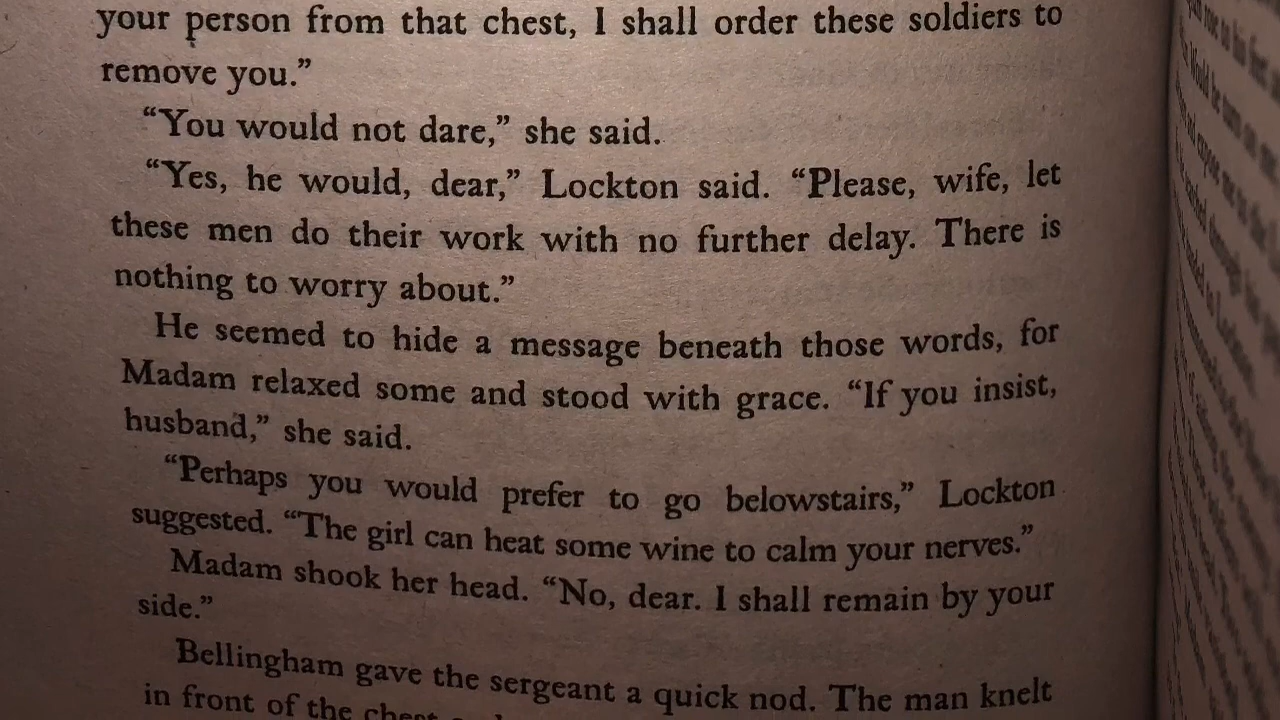 your person from that chest, I shall order these soldiers to
remove you.”
“You would not dare,” she said.
“Yes, he would, dear,” Lockton said. “Please, wife, let
these men do their work with no further delay. There is
nothing to worry about.”
He seemed to hide a message beneath those words, for
Madam relaxed some and stood with grace. “If you insist,
husband,” she said.
“Perhaps you would prefer to go belowstairs,” Lockton
suggested. “The girl can heat some wine to calm your nerves.”
Madam shook her head. “No, dear. I shall remain by your
side.”
Bellingham gave the sergeant a quick nod. The man knelt
in front of the chest